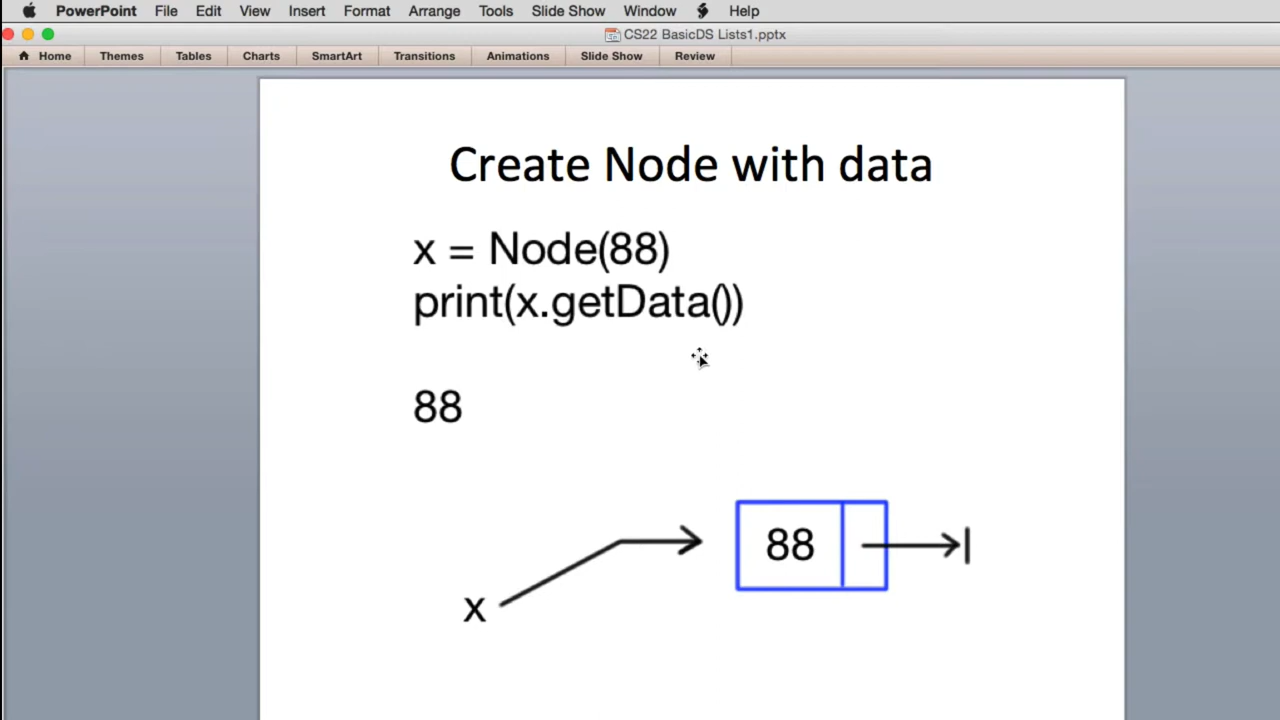 PowerPoint File Edit View Insert Format Arrange Tools Slide Show Window Help
CS22 BasicDS Lists1.pptx
Home Themes Tables Charts SmartArt Transitions Animations Slide Show Review
Create Node with data
x = Node(88)
print(x.getData())
88
88
x